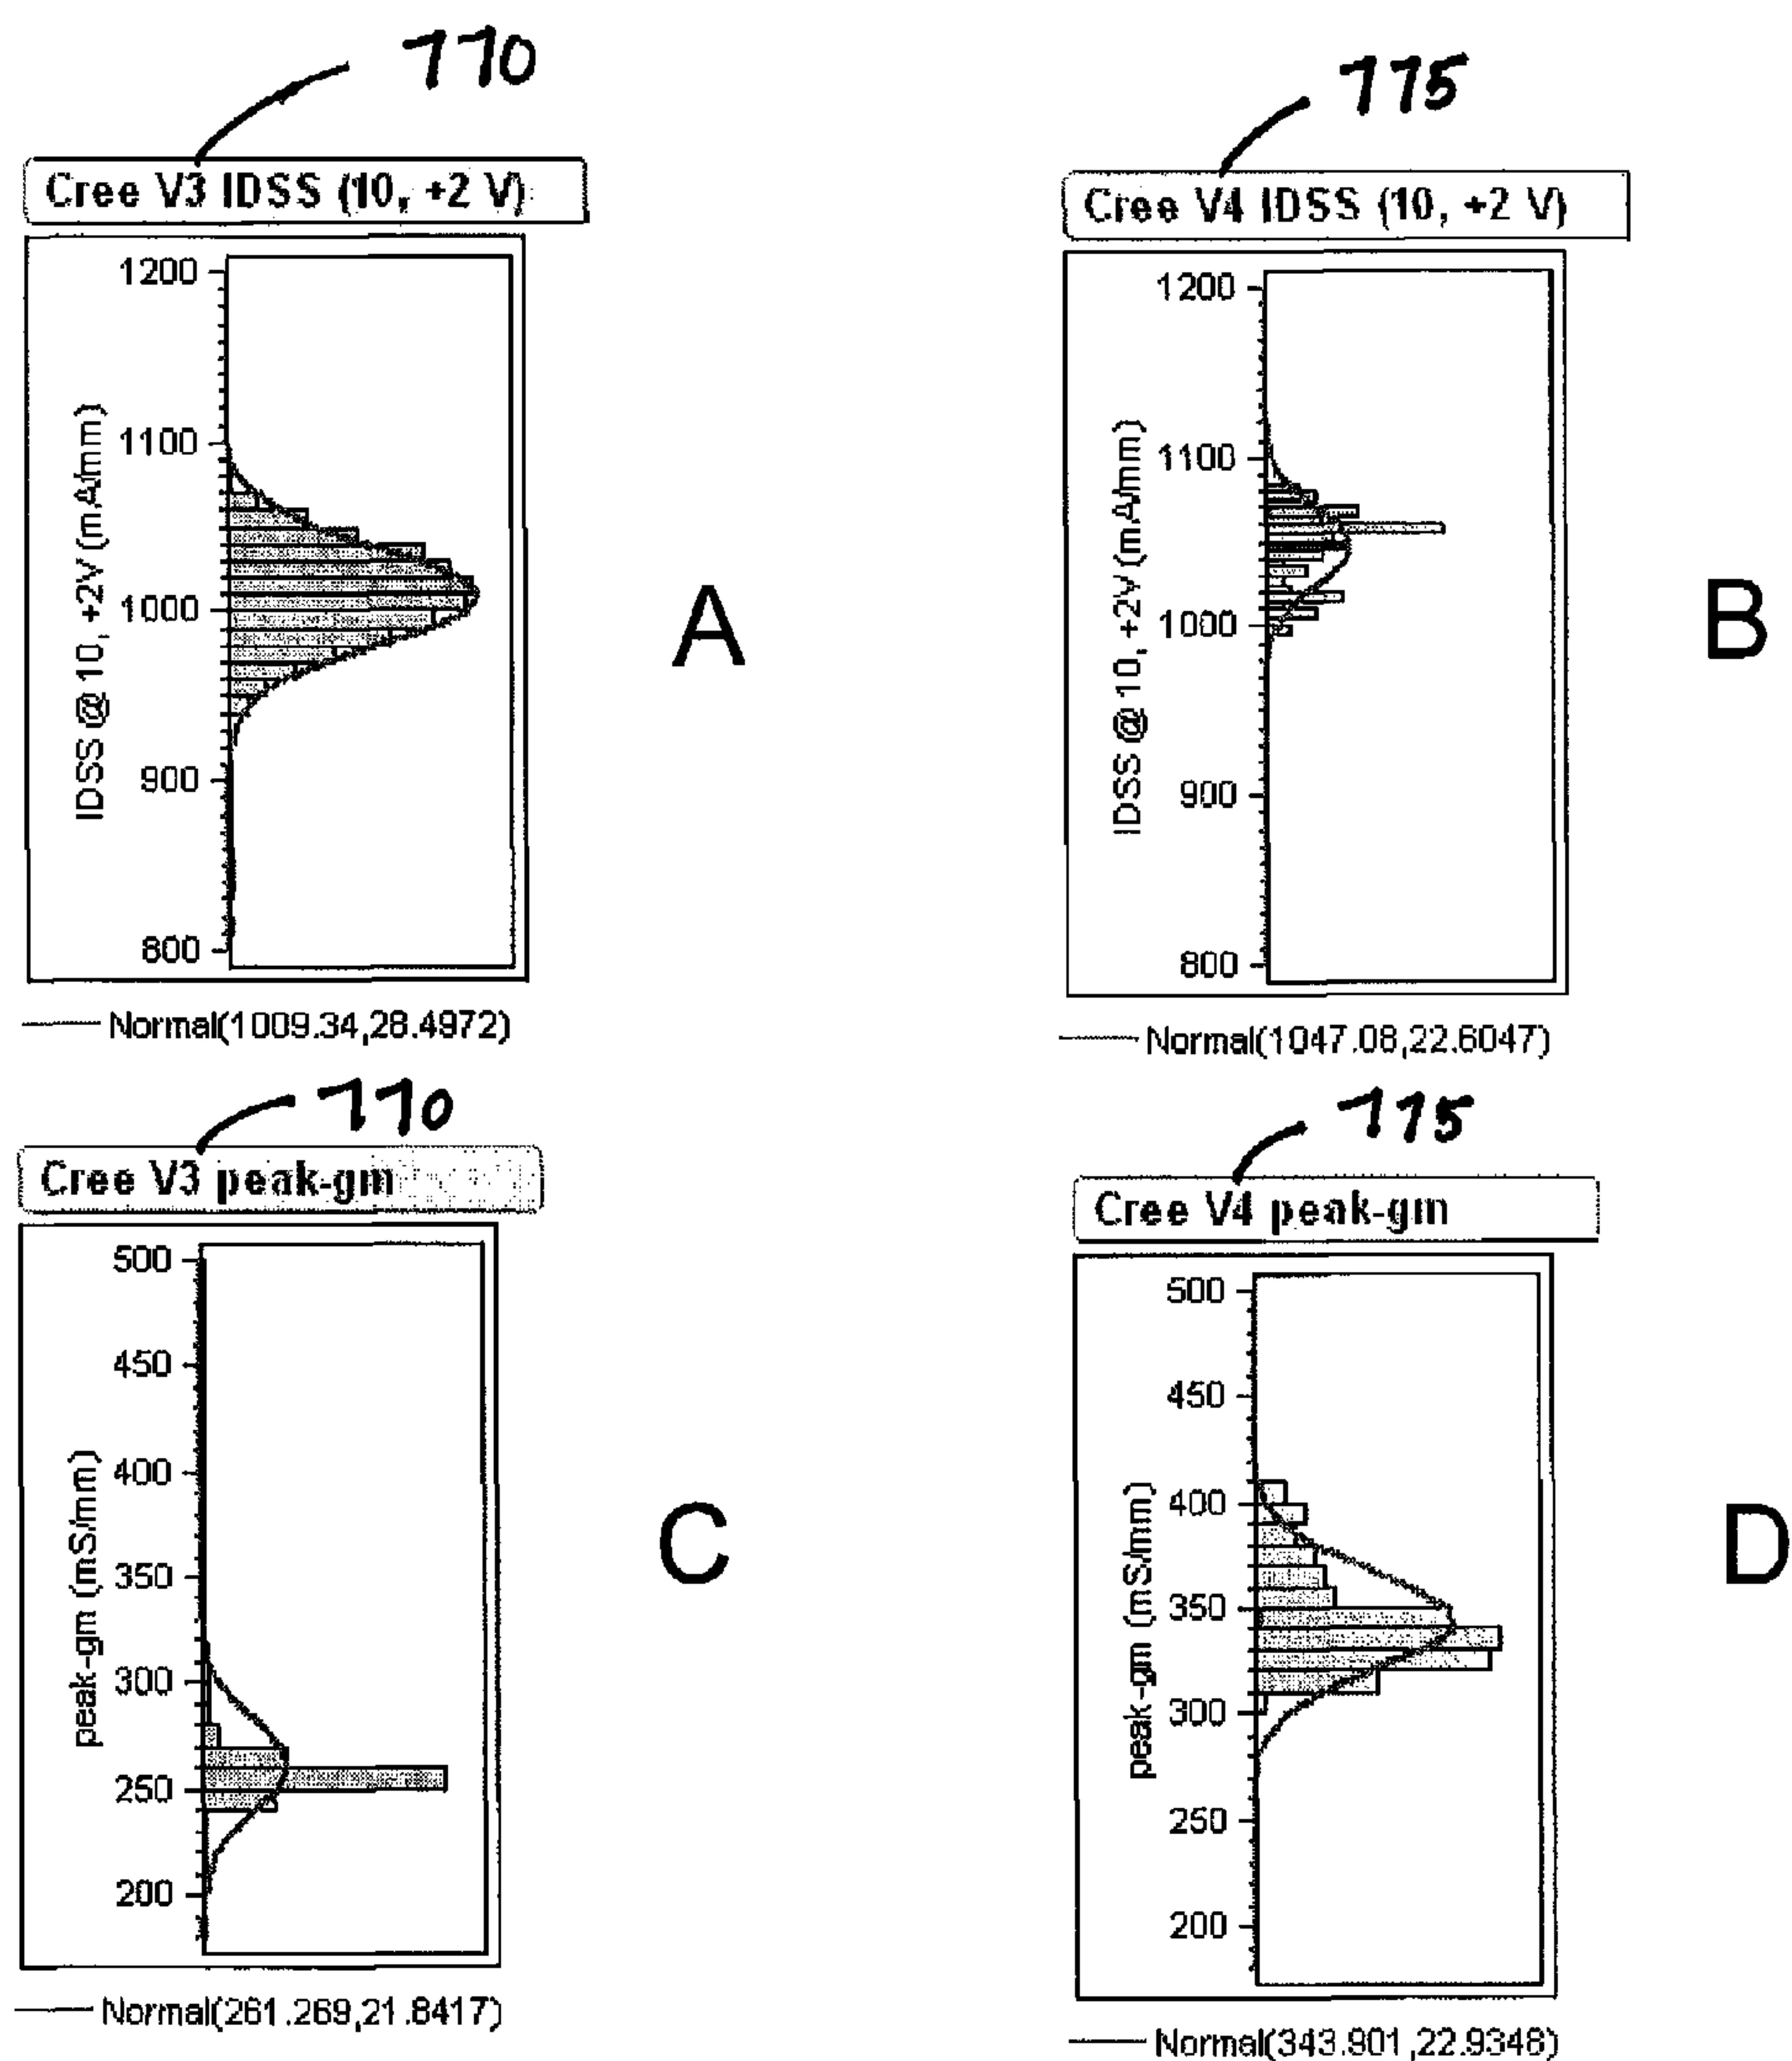 770
775
Cree V3 IDSS (10, +2 V)
Cree V4 IDSS (10, +2 V)
IDSS @ 10, +2V (mA/mm)
1200
1100
1000
900
800
A
IDSS @ 10, +2V (mA/mm)
1200
1100
1000
900
800
B
Normal(1009.34,28.4972)
Normal(1047.08,22.6047)
770
775
Cree V3 peak-gm
Cree V4 peak-gm
peak-gm (mS/mm)
500
450
400
350
300
250
200
C
peak-gm (mS/mm)
500
450
400
350
300
250
200
D
Normal(261.269,21.8417)
Normal(343.901,22.9348)